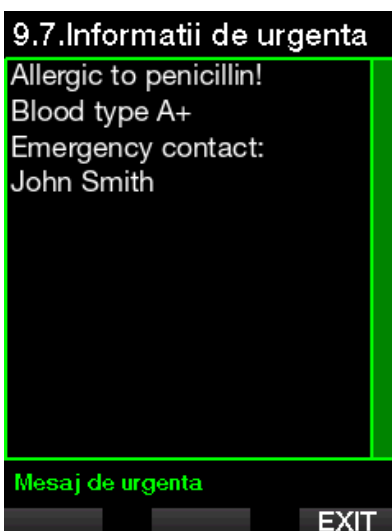 9.7.Informatii de urgenta
Allergic to penicillin!
Blood type A+
Emergency contact:
John Smith
Mesaj de urgenta
EXIT